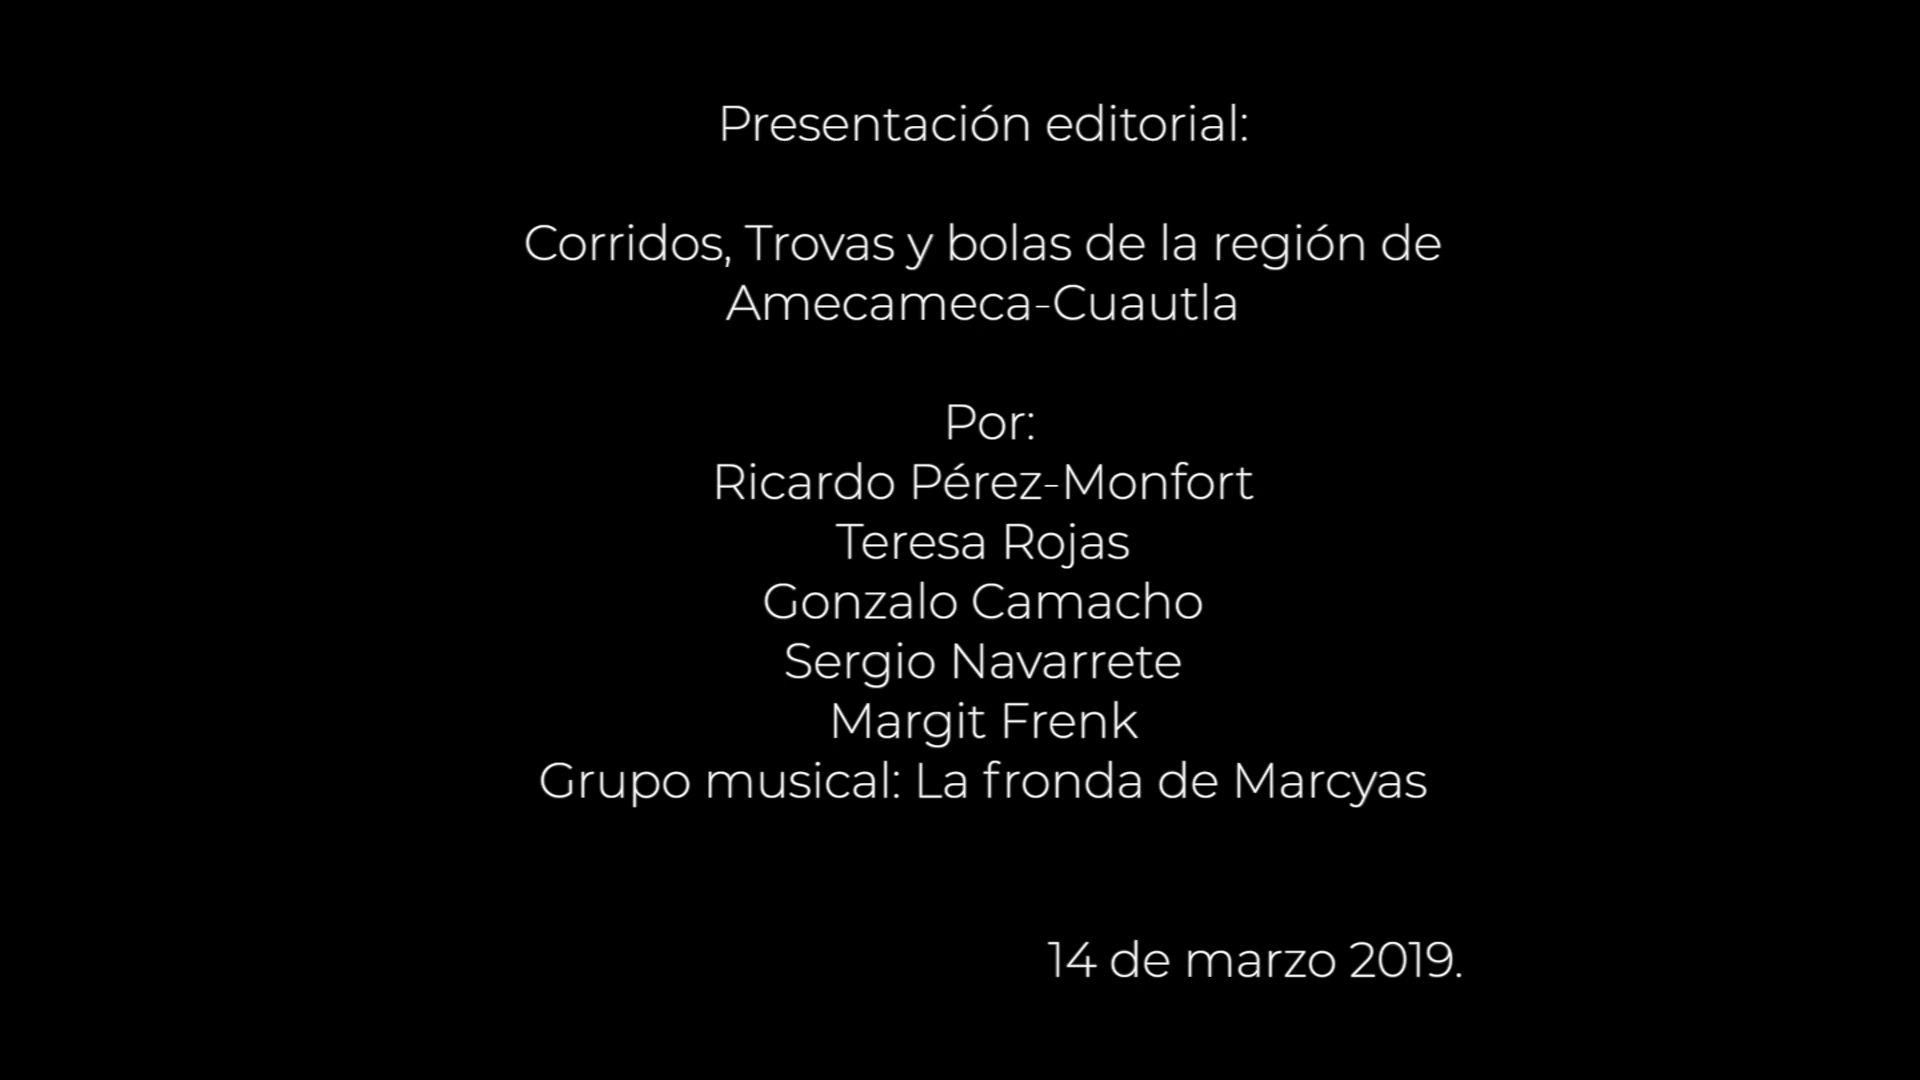 Presentación editorial:
Corridos, Trovas y bolas de la región de
Amecameca-Cuautla
Por:
Ricardo Pérez-Monfort
Teresa Rojas
Gonzalo Camacho
Sergio Navarrete
Margit Frenk
Grupo musical: La fronda de Marcyas
14 de marzo 2019.